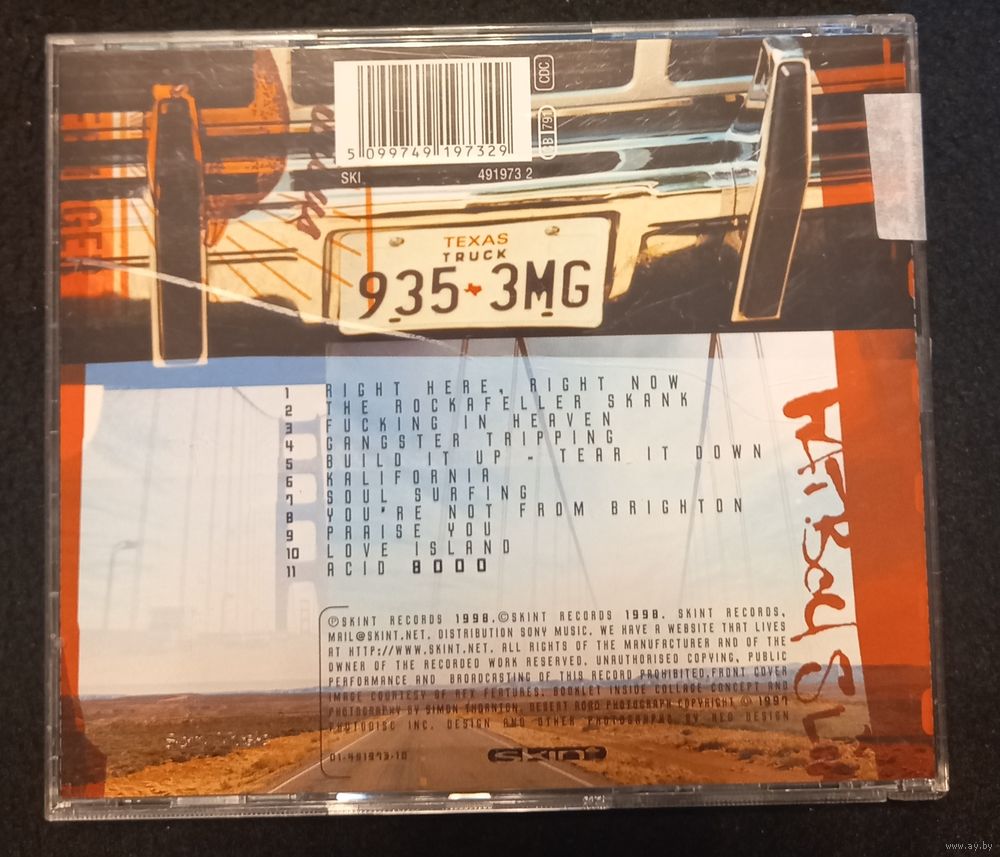 CDC
5 099749 197329
SKI 491973 2
TEXAS
TRUCK
935 3MG
1 RIGHT HERE, RIGHT NOW
2 THE ROCKAFELLER SKANK
3 FUCKING IN HEAVEN
4 GANGSTER TRIPPING
5 BUILD IT UP - TEAR IT DOWN
6 KALIFORNIA
7 SOUL SURFING
8 YOU'RE NOT FROM BRIGHTON
9 PRAISE YOU
10 LOVE ISLAND
11 ACID 8000
FATBOY SLIM
℗SKINT RECORDS 1998.©SKINT RECORDS 1998. SKINT RECORDS,
MAIL@SKINT.NET. DISTRIBUTION SONY MUSIC. WE HAVE A WEBSITE THAT LIVES
AT HTTP://WWW.SKINT.NET. ALL RIGHTS OF THE MANUFACTURER AND OF THE
OWNER OF THE RECORDED WORK RESERVED. UNAUTHORISED COPYING, PUBLIC
PERFORMANCE AND BROADCASTING OF THIS RECORD PROHIBITED.FRONT COVER
IMAGE COURTESY OF RFX FEATURES. BOOKLET INSIDE COLLAGE CONCEPT AND
PHOTOGRAPHY BY SIMON THORNTON, DESERT ROAD PHOTOGRAPH COPYRIGHT © 1997
PHOTODISC INC. DESIGN AND OTHER PHOTOGRAPHS BY RED DESIGN
01-491973-10
SKINT
www.ay.by